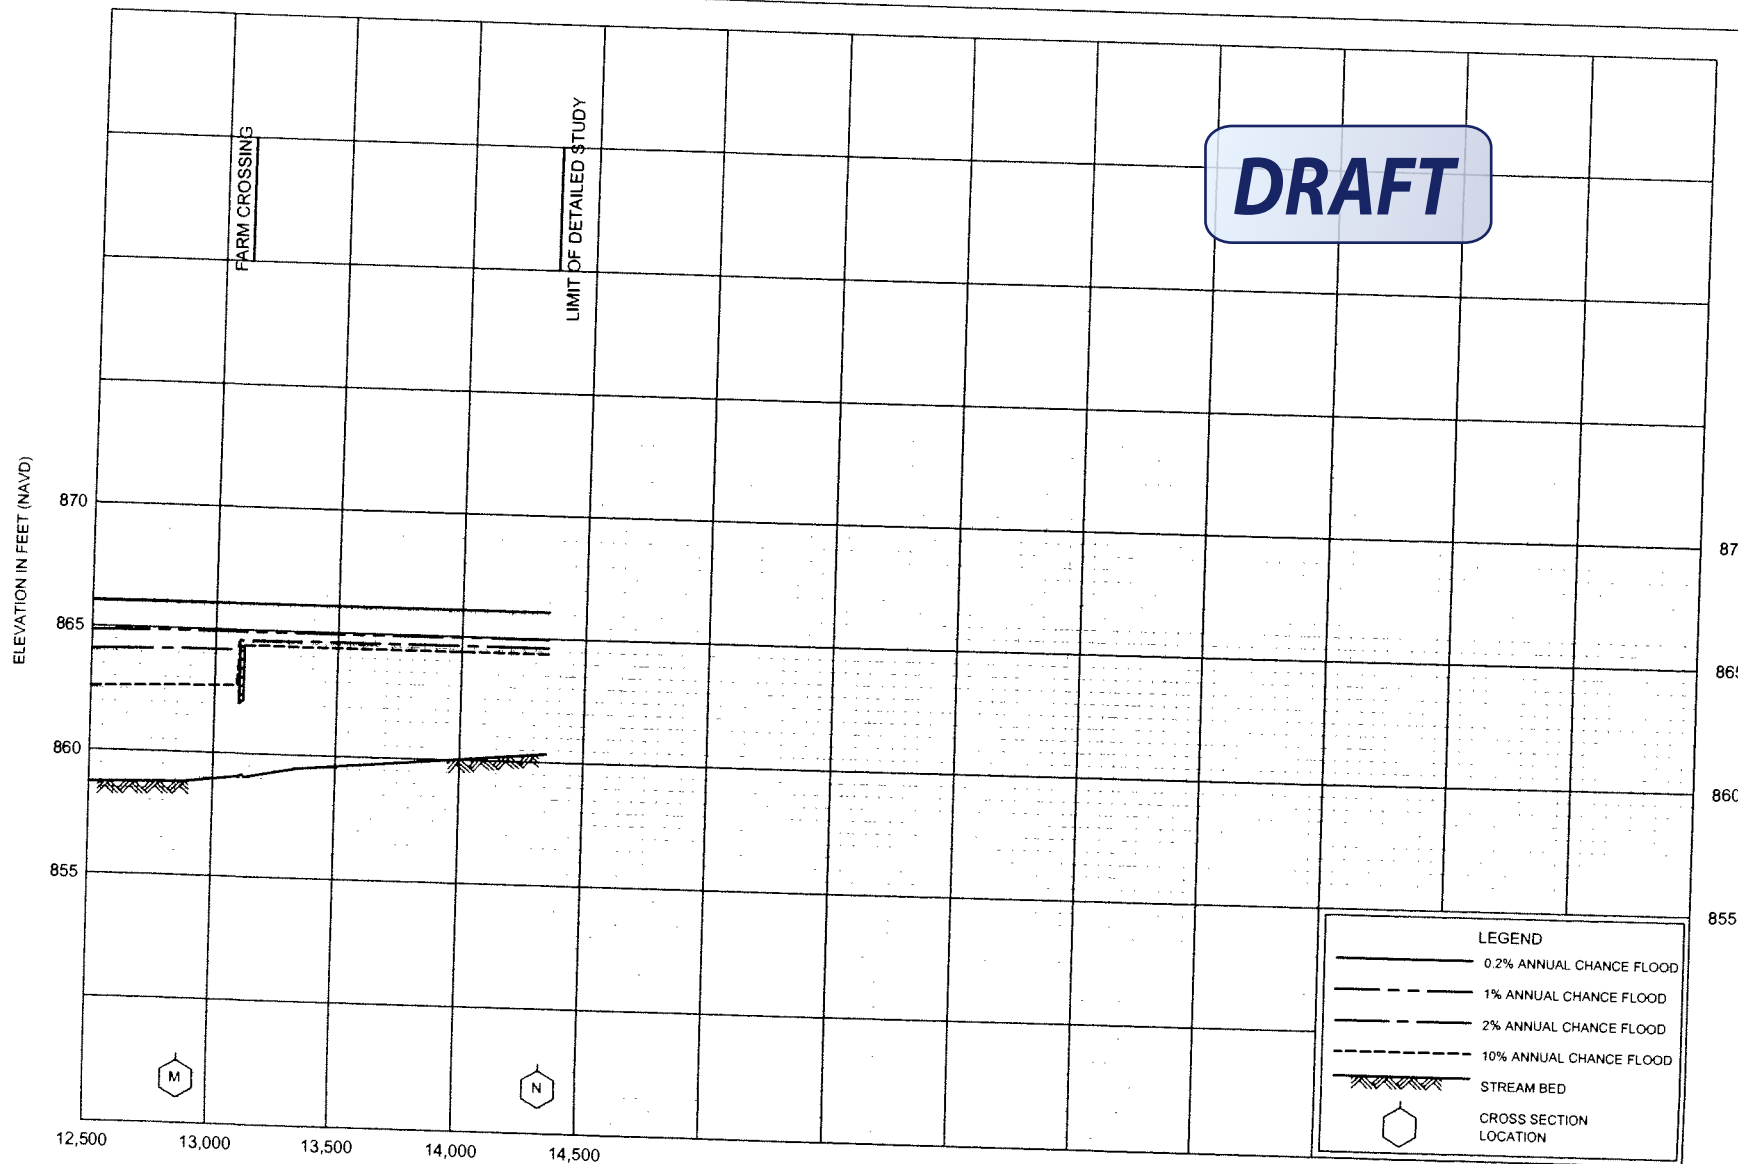 FARM CROSSING
LIMIT OF DETAILED STUDY
DRAFT
ELEVATION IN FEET (NAVD)
870
865
860
855
87
865
860
855
M
N
12,500
13,000
13,500
14,000
14,500
LEGEND
0.2% ANNUAL CHANCE FLOOD
1% ANNUAL CHANCE FLOOD
2% ANNUAL CHANCE FLOOD
10% ANNUAL CHANCE FLOOD
STREAM BED
CROSS SECTION
LOCATION